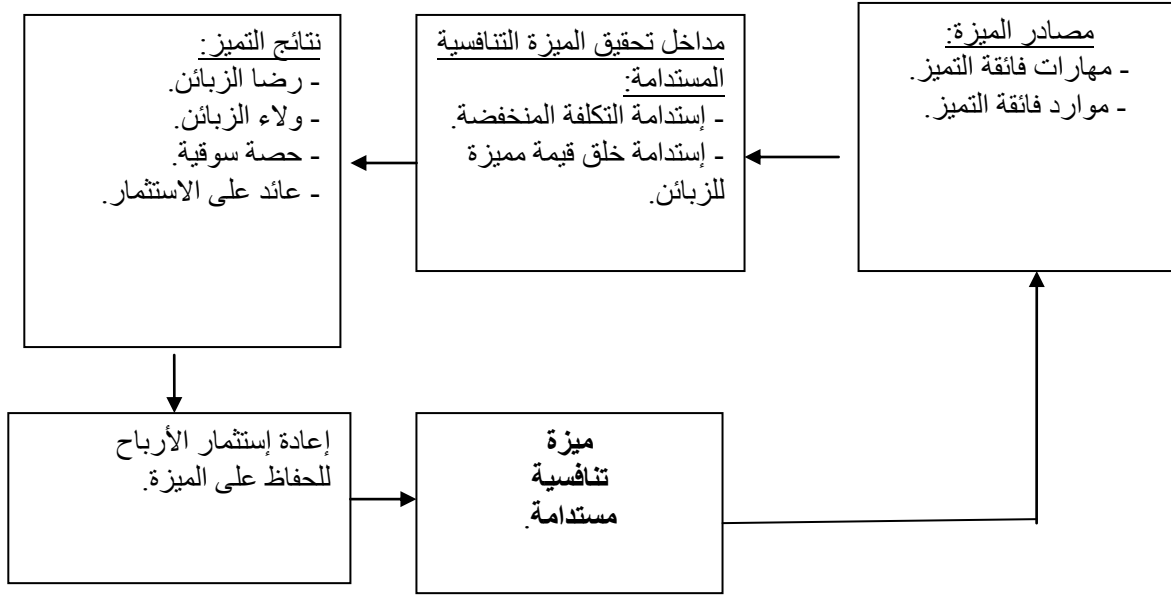 مصادر الميزة:
- مهارات فائقة التميز.
- موارد فائقة التميز.
مداخل تحقيق الميزة التنافسية
المستدامة:
- إستدامة التكلفة المنخفضة.
- إستدامة خلق قيمة مميزة
للزبائن.
نتائج التميز:
- رضا الزبائن.
- ولاء الزبائن.
- حصة سوقية.
- عائد على الاستثمار.
إعادة إستثمار الأرباح
للحفاظ على الميزة.
ميزة
تنافسية
مستدامة.